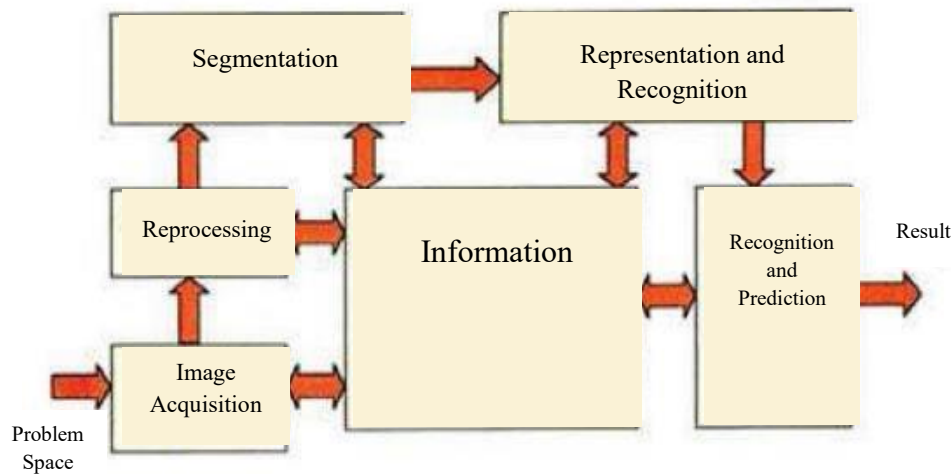 Segmentation
Representation and
Recognition
Reprocessing
Information
Recognition
and
Prediction
Result
Image
Acquisition
Problem
Space